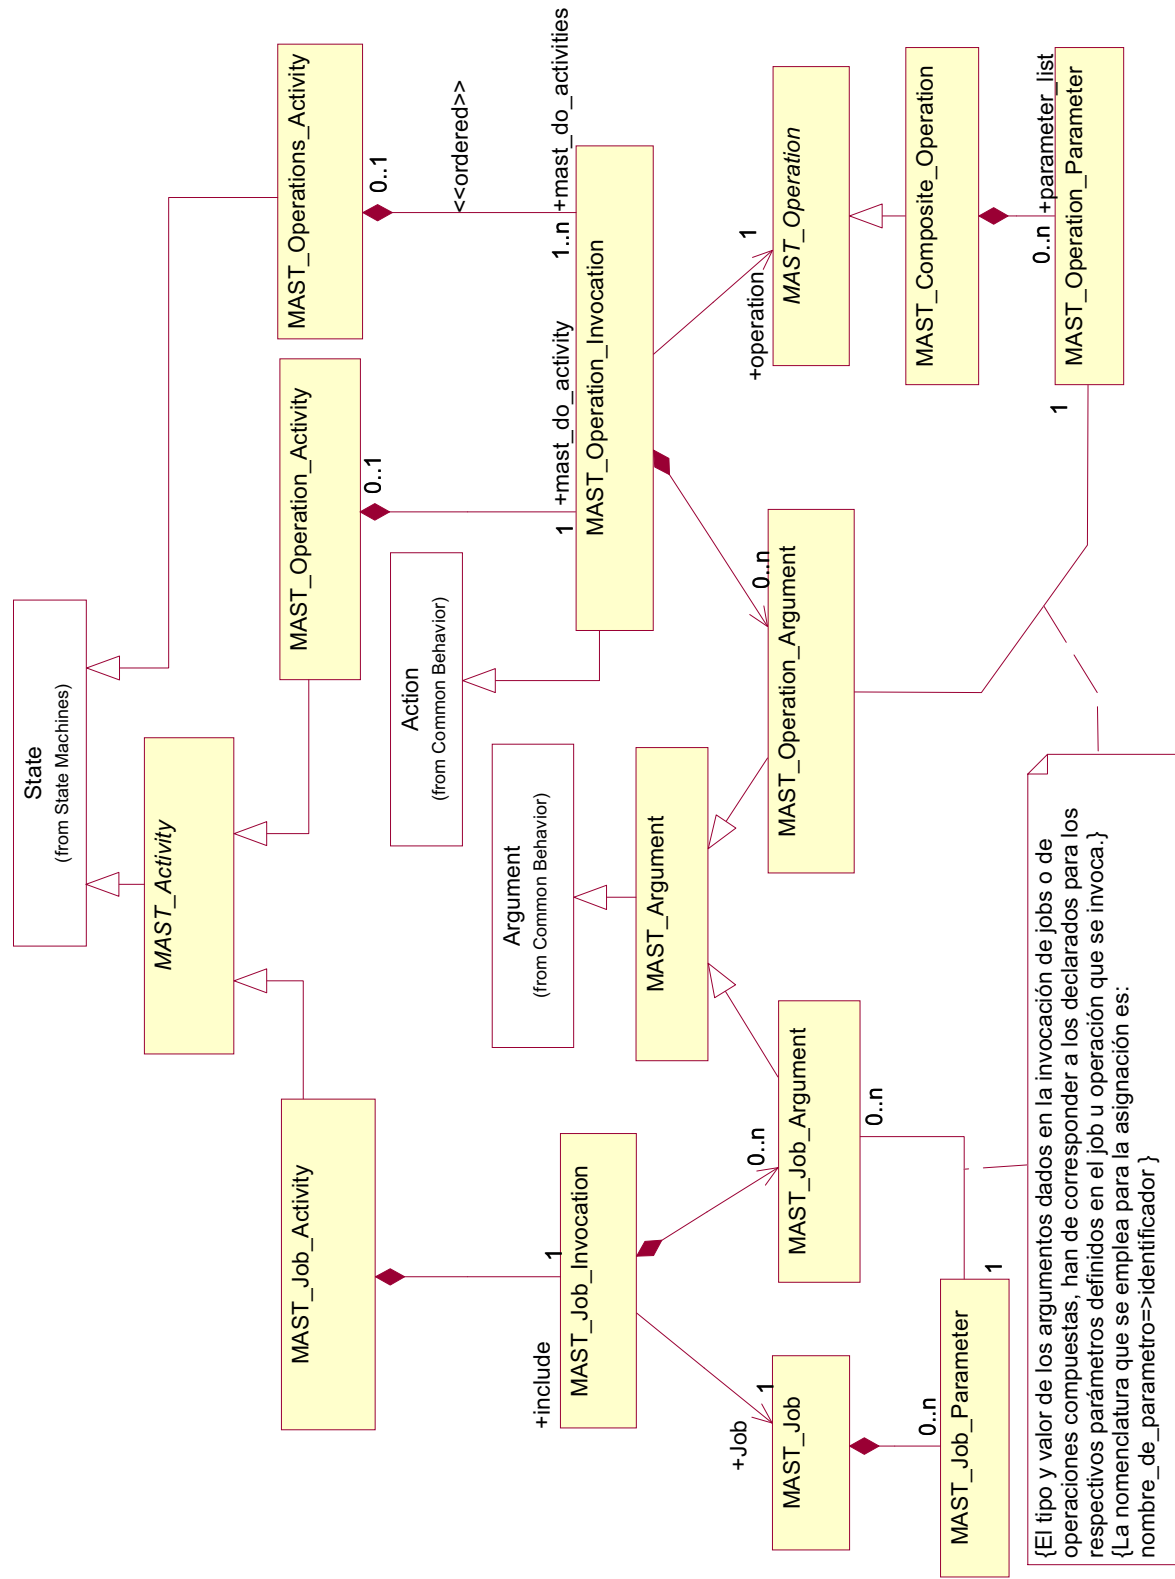 State
(from State Machines)
MAST_Activity
MAST_Job_Activity
MAST_Operation_Activity
MAST_Operations_Activity
0..1
0..1
<<ordered>>
Action
(from Common Behavior)
Argument
(from Common Behavior)
+include
1
MAST_Job_Invocation
1
+mast_do_activity
1..n
+mast_do_activities
MAST_Operation_Invocation
MAST_Argument
+Job
1
0..n
0..n
+operation
1
MAST_Job
MAST_Job_Argument
MAST_Operation_Argument
MAST_Operation
0..n
0..n
MAST_Composite_Operation
MAST_Job_Parameter
1
1
0..n
+parameter_list
MAST_Operation_Parameter
{El tipo y valor de los argumentos dados en la invocación de jobs o de
operaciones compuestas, han de corresponder a los declarados para los
respectivos parámetros definidos en el job u operación que se invoca.}
{La nomenclatura que se emplea para la asignación es:
nombre_de_parametro=>identificador }